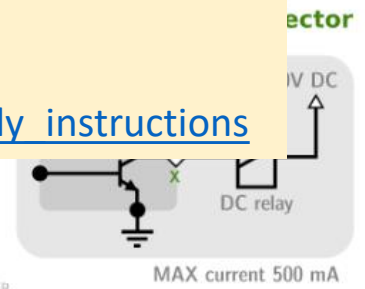 ector
V DC
ly instructions
x
DC relay
MAX current 500 mA